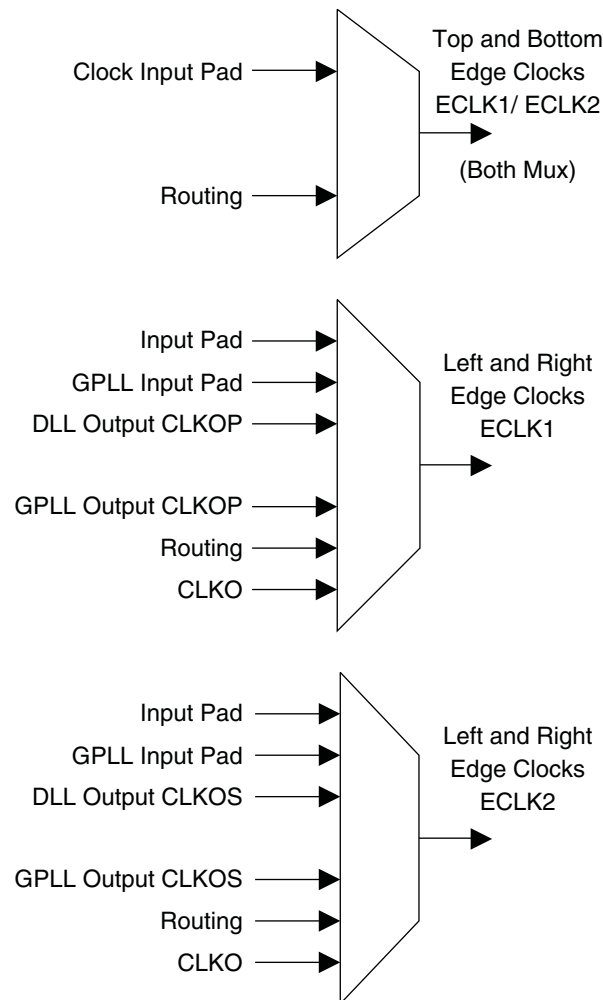 Clock Input Pad
Routing
Top and Bottom
Edge Clocks
ECLK1/ ECLK2
(Both Mux)
Input Pad
GPLL Input Pad
DLL Output CLKOP
GPLL Output CLKOP
Routing
CLKO
Left and Right
Edge Clocks
ECLK1
Input Pad
GPLL Input Pad
DLL Output CLKOS
GPLL Output CLKOS
Routing
CLKO
Left and Right
Edge Clocks
ECLK2